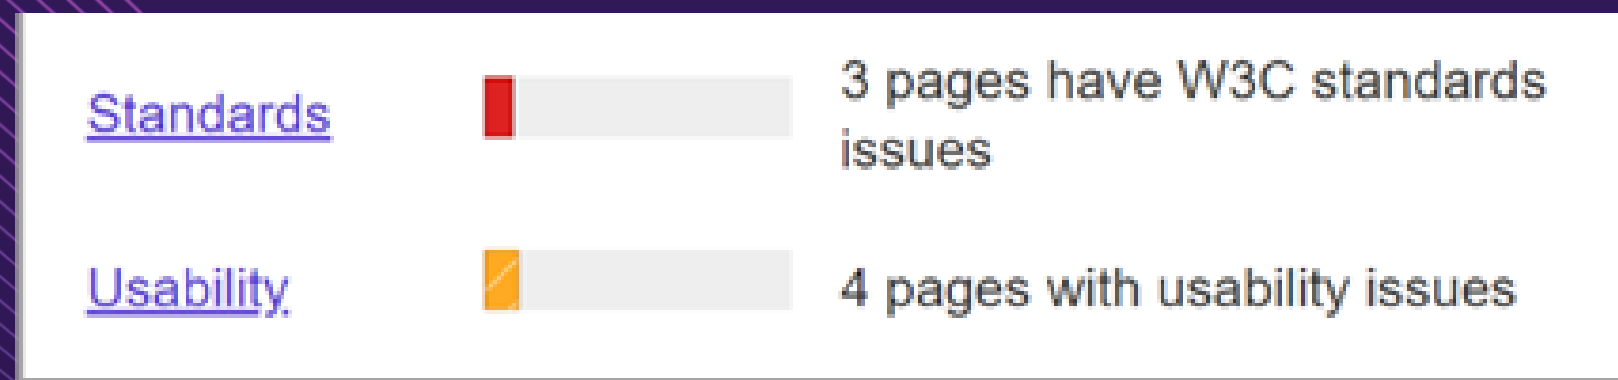 Standards
3 pages have W3C standards
issues
Usability
4 pages with usability issues